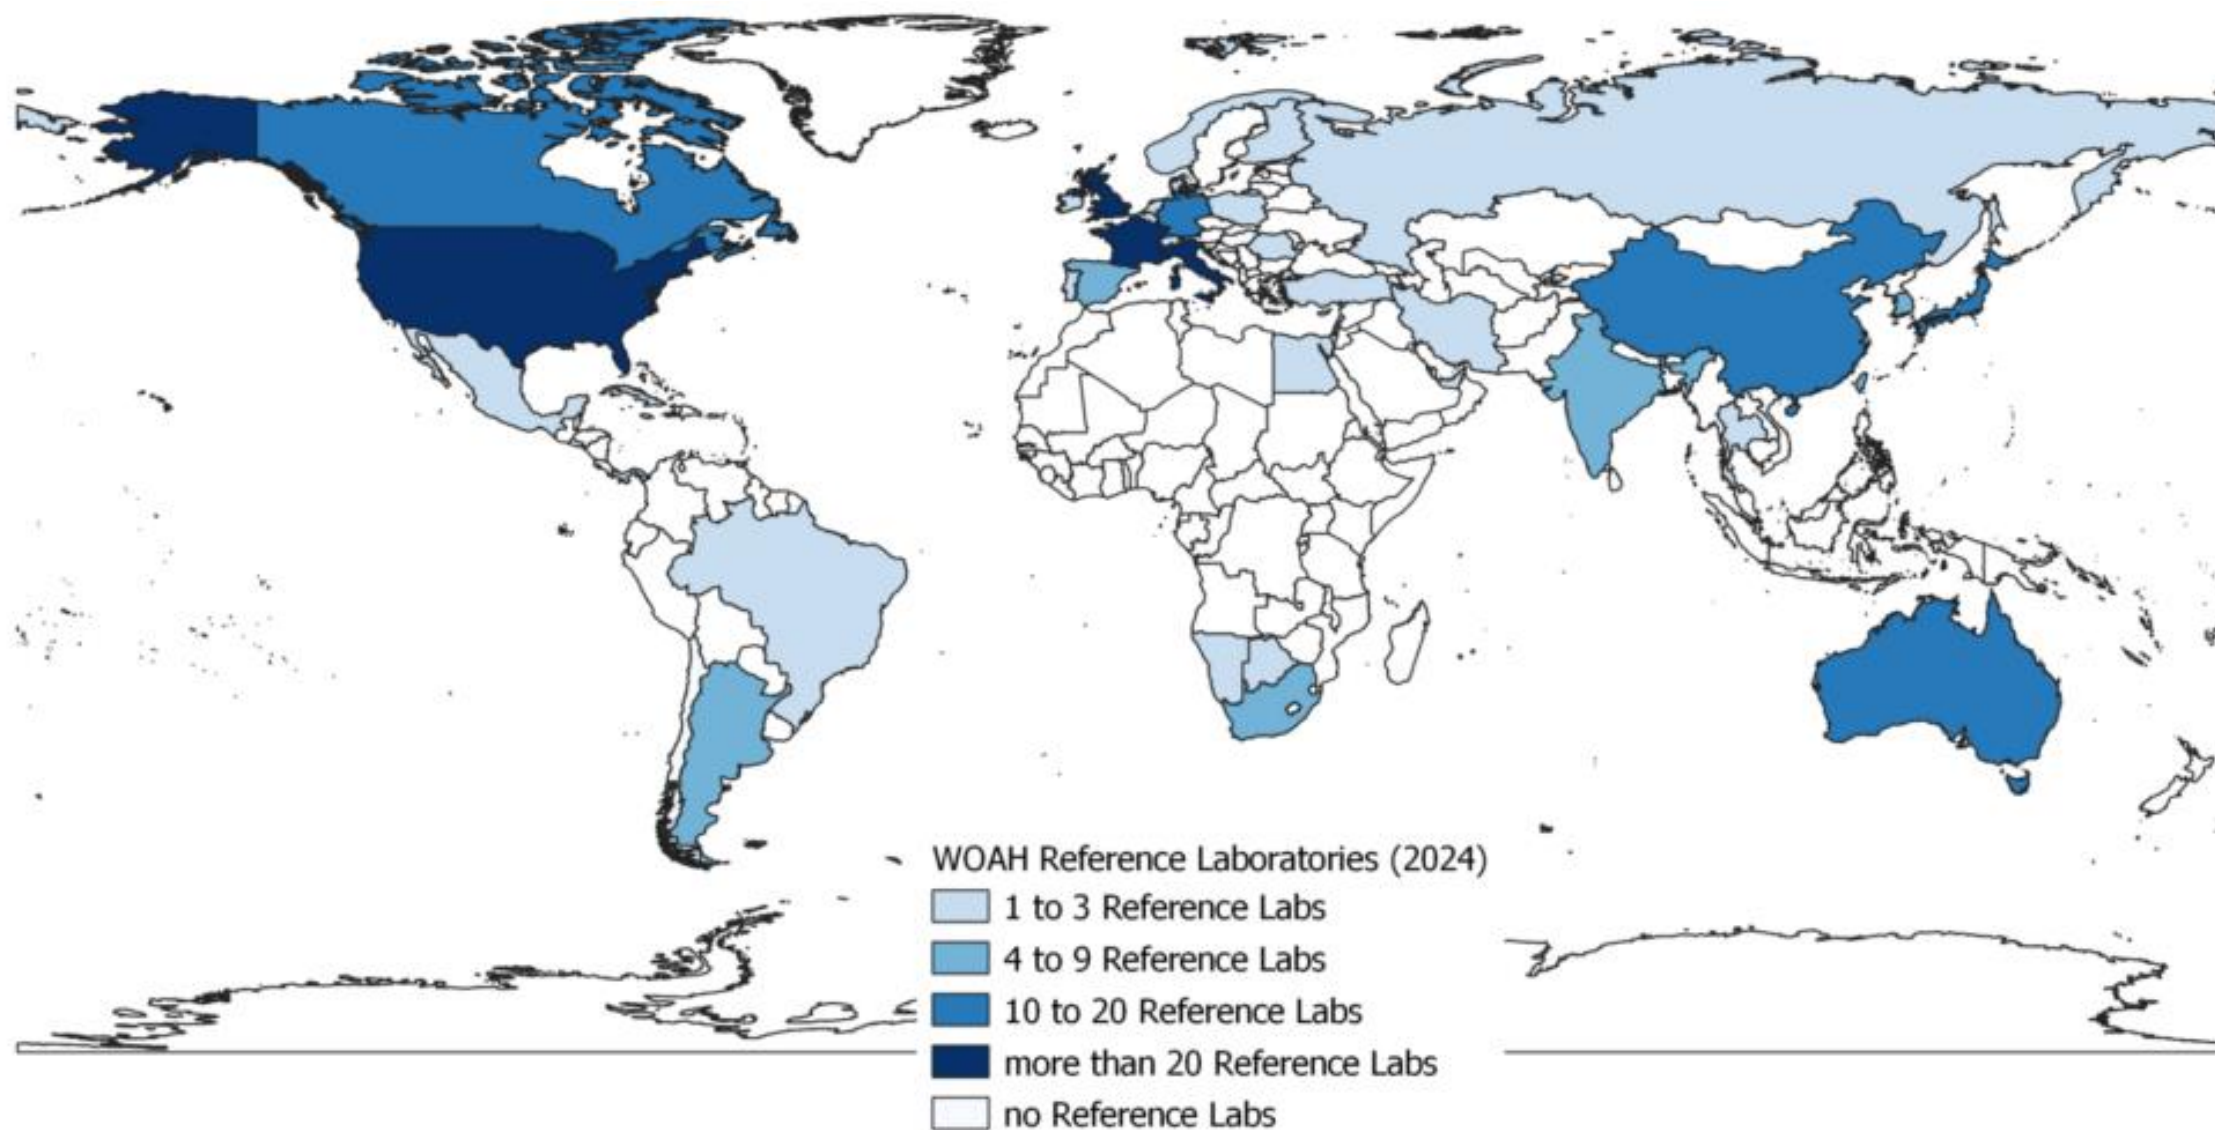 WOAH Reference Laboratories (2024)
1 to 3 Reference Labs
4 to 9 Reference Labs
10 to 20 Reference Labs
more than 20 Reference Labs
no Reference Labs